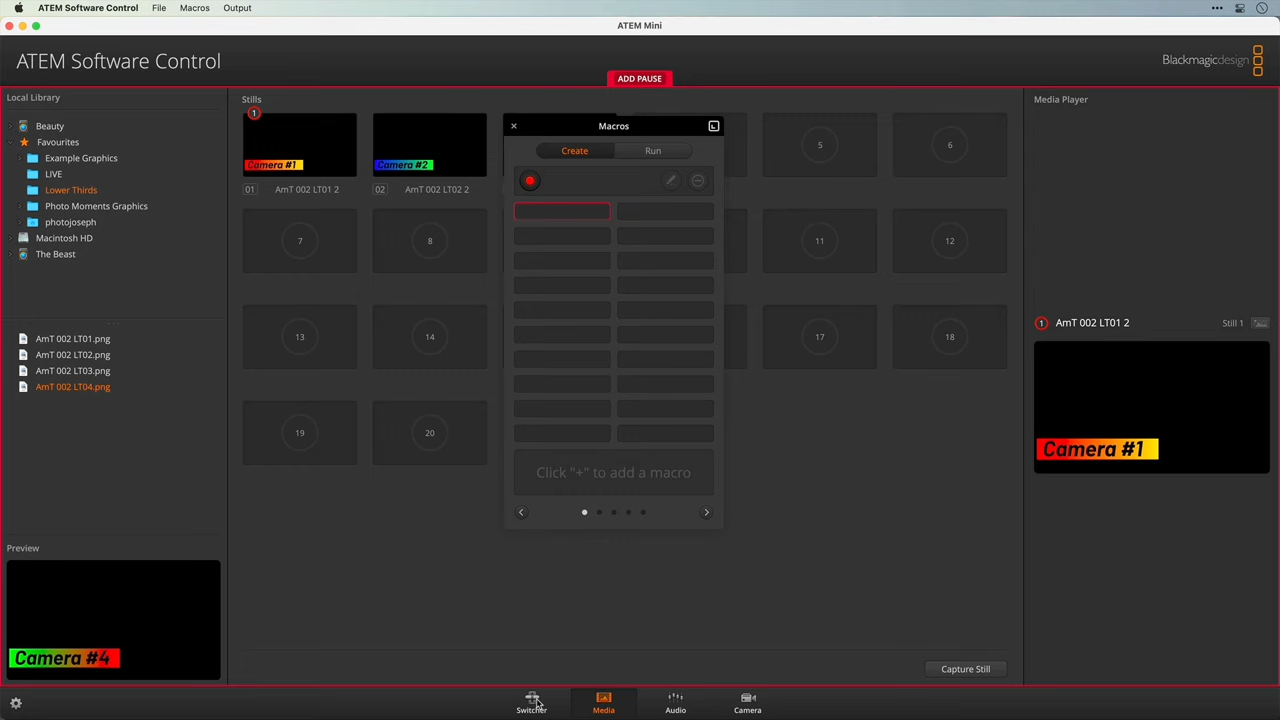 ATEM Software Control File Macros Output
ATEM Mini
ATEM Software Control
Blackmagicdesign
ADD PAUSE
Local Library
Beauty
Favourites
Example Graphics
LIVE
Lower Thirds
Photo Moments Graphics
photojoseph
Macintosh HD
The Beast
AmT 002 LT01.png
AmT 002 LT02.png
AmT 002 LT03.png
AmT 002 LT04.png
Preview
Camera #4
Stills
1
Camera #1
Camera #2
01 AmT 002 LT01 2
02 AmT 002 LT02 2
5
6
7
8
11
12
13
14
17
18
19
20
Macros
Create
Run
Click "+" to add a macro
Capture Still
Media Player
1 AmT 002 LT01 2 Still 1
Camera #1
Switcher
Media
Audio
Camera